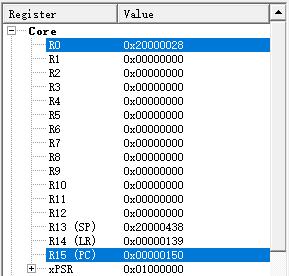 Register Value
Core
R0 0x20000028
R1 0x00000000
R2 0x00000000
R3 0x00000000
R4 0x00000000
R5 0x00000000
R6 0x00000000
R7 0x00000000
R8 0x00000000
R9 0x00000000
R10 0x00000000
R11 0x00000000
R12 0x00000000
R13 (SP) 0x20000438
R14 (LR) 0x00000139
R15 (PC) 0x00000150
xPSR 0x01000000